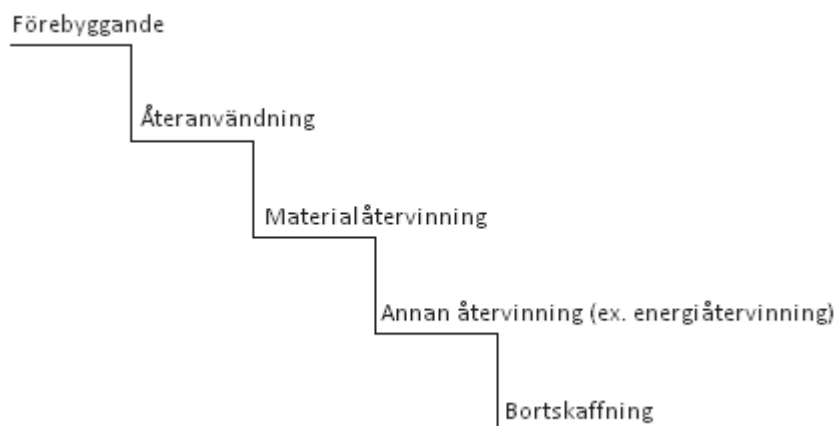 Förebyggande
Återanvändning
Materialåtervinning
Annan återvinning (ex. energiåtervinning)
Bortskaffning